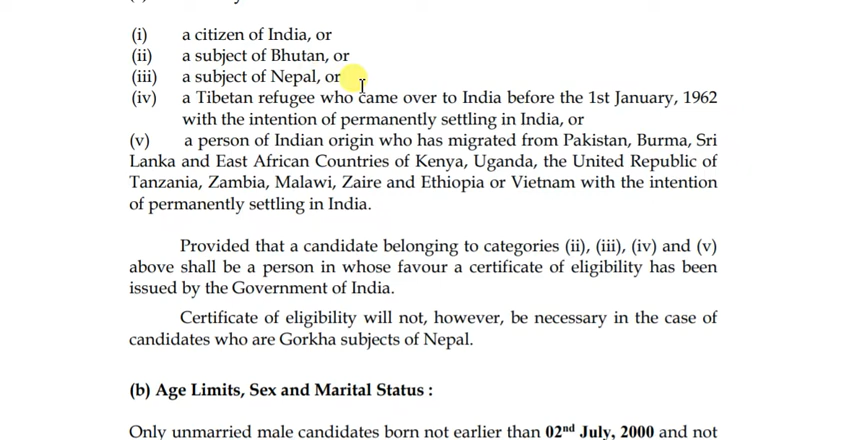 (i) a citizen of India, or
(ii) a subject of Bhutan, or
(iii) a subject of Nepal, or
(iv) a Tibetan refugee who came over to India before the 1st January, 1962
with the intention of permanently settling in India, or
(v) a person of Indian origin who has migrated from Pakistan, Burma, Sri
Lanka and East African Countries of Kenya, Uganda, the United Republic of
Tanzania, Zambia, Malawi, Zaire and Ethiopia or Vietnam with the intention
of permanently settling in India.
Provided that a candidate belonging to categories (ii), (iii), (iv) and (v)
above shall be a person in whose favour a certificate of eligibility has been
issued by the Government of India.
Certificate of eligibility will not, however, be necessary in the case of
candidates who are Gorkha subjects of Nepal.
(b) Age Limits, Sex and Marital Status :
Only unmarried male candidates born not earlier than 02nd July, 2000 and not